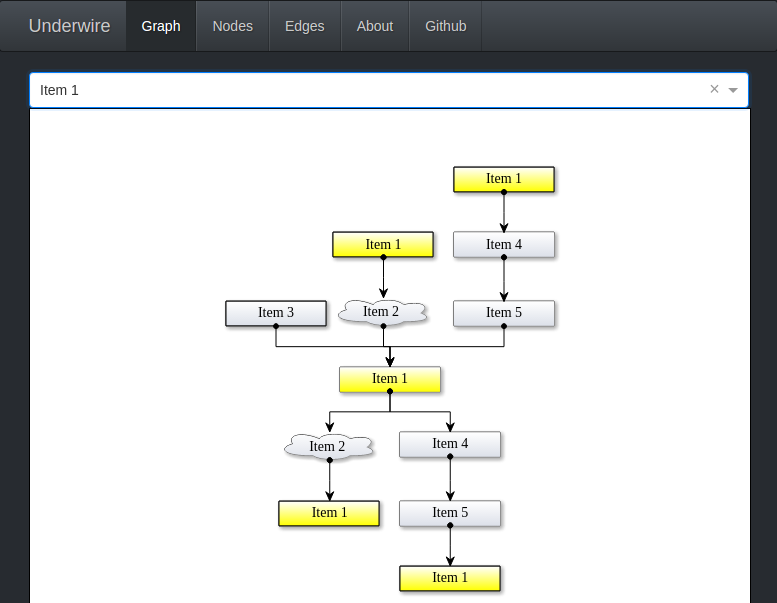 Underwire Graph Nodes Edges About Github
Item 1
Item 1
Item 1 Item 4
Item 3 Item 2 Item 5
Item 1
Item 2 Item 4
Item 1 Item 5
Item 1